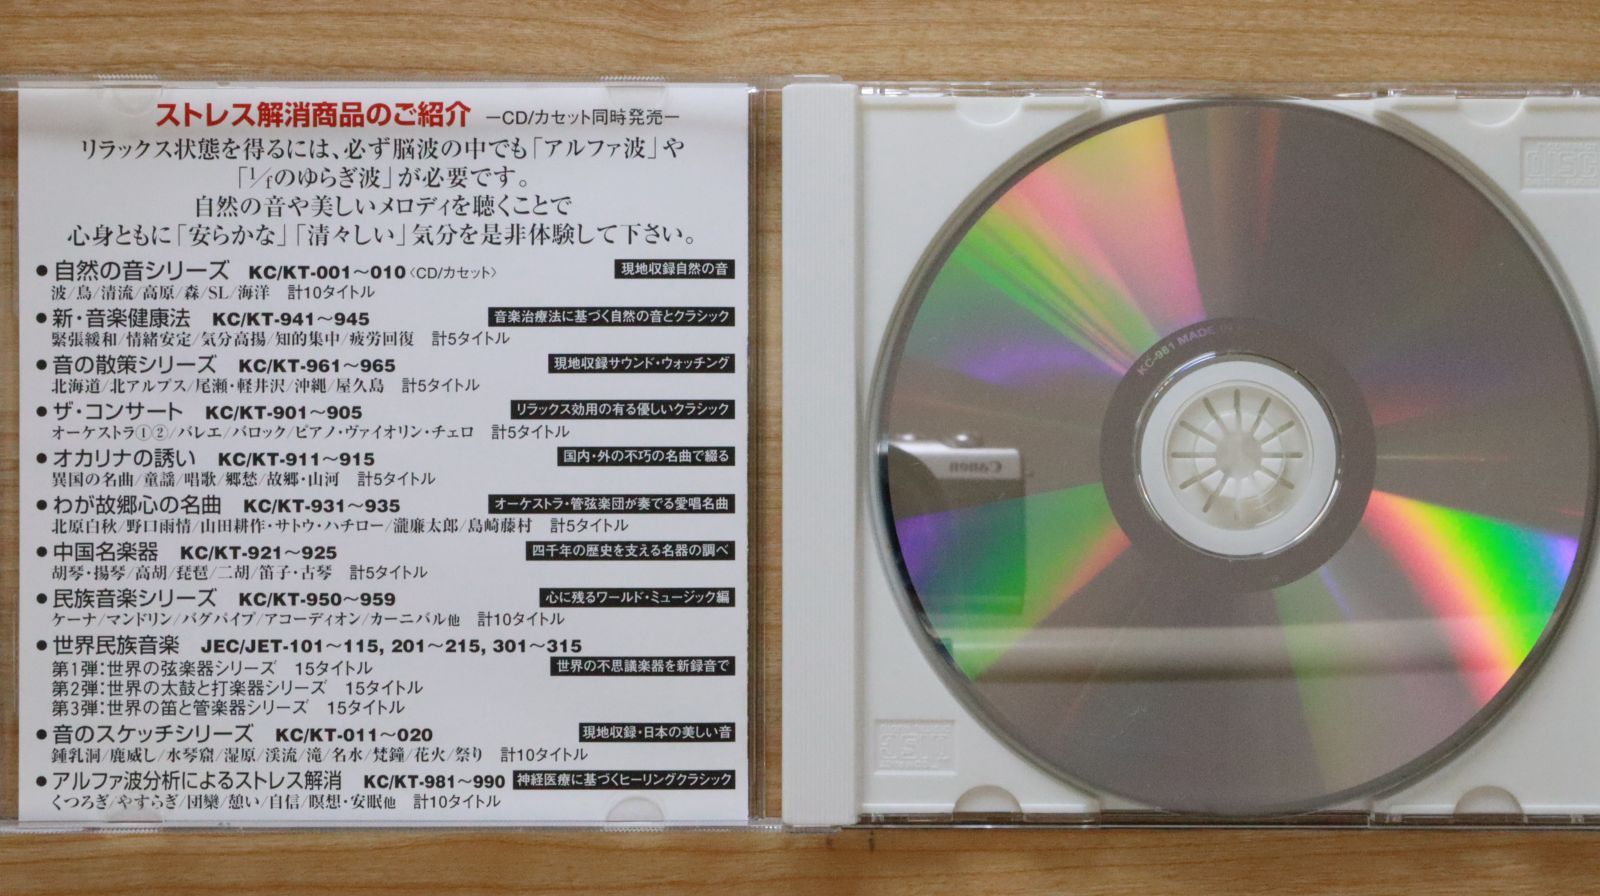 ストレス解消商品のご紹介 −CD/カセット同時発売−
リラックス状態を得るには、必ず脳波の中でも「アルファ波」や
「1/fのゆらぎ波」が必要です。
自然の音や美しいメロディを聴くことで
心身ともに「安らかな」「清々しい」気分を是非体験して下さい。
●自然の音シリーズ KC/KT-001〜010〈CD/カセット〉 現地収録自然の音
波/鳥/清流/高原/森/SL/海洋 計10タイトル
●新・音楽健康法 KC/KT-941〜945 音楽治療法に基づく自然の音とクラシック
緊張緩和/情緒安定/気分高揚/知的集中/疲労回復 計5タイトル
●音の散策シリーズ KC/KT-961〜965 現地収録サウンド・ウォッチング
北海道/北アルプス/尾瀬・軽井沢/沖縄/屋久島 計5タイトル
●ザ・コンサート KC/KT-901〜905 リラックス効用の有る優しいクラシック
オーケストラ①②/バレエ/バロック/ピアノ・ヴァイオリン・チェロ 計5タイトル
●オカリナの誘い KC/KT-911〜915 国内・外の不巧の名曲で綴る
異国の名曲/童謡/唱歌/郷愁/故郷・山河 計5タイトル
●わが故郷心の名曲 KC/KT-931〜935 オーケストラ・管弦楽団が奏でる愛唱名曲
北原白秋/野口雨情/山田耕作・サトウ・ハチロー/瀧廉太郎/島崎藤村 計5タイトル
●中国名楽器 KC/KT-921〜925 四千年の歴史を支える名器の調べ
胡琴・揚琴/高胡/琵琶/二胡/笛子・古琴 計5タイトル
●民族音楽シリーズ KC/KT-950〜959 心に残るワールド・ミュージック編
ケーナ/マンドリン/バグパイプ/アコーディオン/カーニバル他 計10タイトル
●世界民族音楽 JEC/JET-101〜115, 201〜215, 301〜315
第1弾:世界の弦楽器シリーズ 15タイトル 世界の不思議楽器を新録音で
第2弾:世界の太鼓と打楽器シリーズ 15タイトル
第3弾:世界の笛と管楽器シリーズ 15タイトル
●音のスケッチシリーズ KC/KT-011〜020 現地収録・日本の美しい音
鍾乳洞/鹿威し/水琴窟/湿原/渓流/滝/名水/梵鐘/花火/祭り 計10タイトル
●アルファ波分析によるストレス解消 KC/KT-981〜990 神経医療に基づくヒーリングクラシック
くつろぎ/やすらぎ/団欒/憩い/自信/瞑想・安眠他 計10タイトル
KC-981 MADE IN
Canon
disc